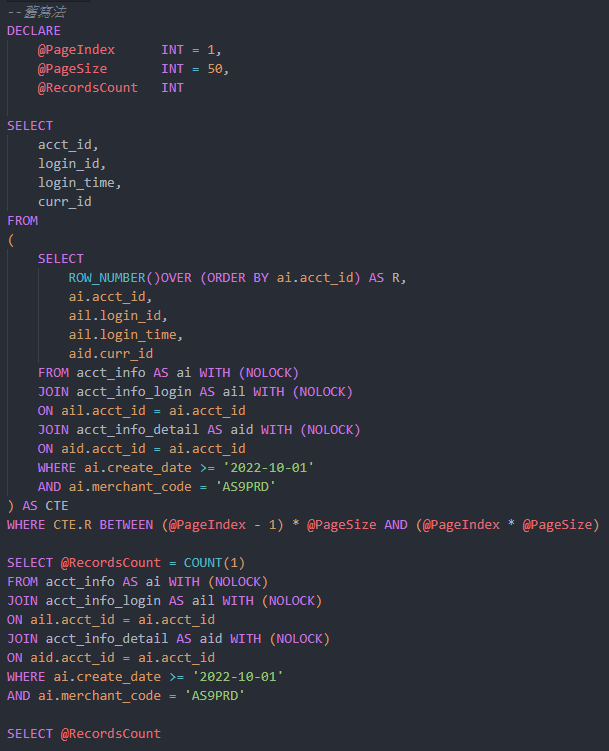 --舊寫法
DECLARE
    @PageIndex      INT = 1,
    @PageSize       INT = 50,
    @RecordsCount   INT

SELECT
    acct_id,
    login_id,
    login_time,
    curr_id
FROM
(
    SELECT
        ROW_NUMBER()OVER (ORDER BY ai.acct_id) AS R,
        ai.acct_id,
        ail.login_id,
        ail.login_time,
        aid.curr_id
    FROM acct_info AS ai WITH (NOLOCK)
    JOIN acct_info_login AS ail WITH (NOLOCK)
    ON ail.acct_id = ai.acct_id
    JOIN acct_info_detail AS aid WITH (NOLOCK)
    ON aid.acct_id = ai.acct_id
    WHERE ai.create_date >= '2022-10-01'
    AND ai.merchant_code = 'AS9PRD'
) AS CTE
WHERE CTE.R BETWEEN (@PageIndex - 1) * @PageSize AND (@PageIndex * @PageSize)

SELECT @RecordsCount = COUNT(1)
FROM acct_info AS ai WITH (NOLOCK)
JOIN acct_info_login AS ail WITH (NOLOCK)
ON ail.acct_id = ai.acct_id
JOIN acct_info_detail AS aid WITH (NOLOCK)
ON aid.acct_id = ai.acct_id
WHERE ai.create_date >= '2022-10-01'
AND ai.merchant_code = 'AS9PRD'

SELECT @RecordsCount